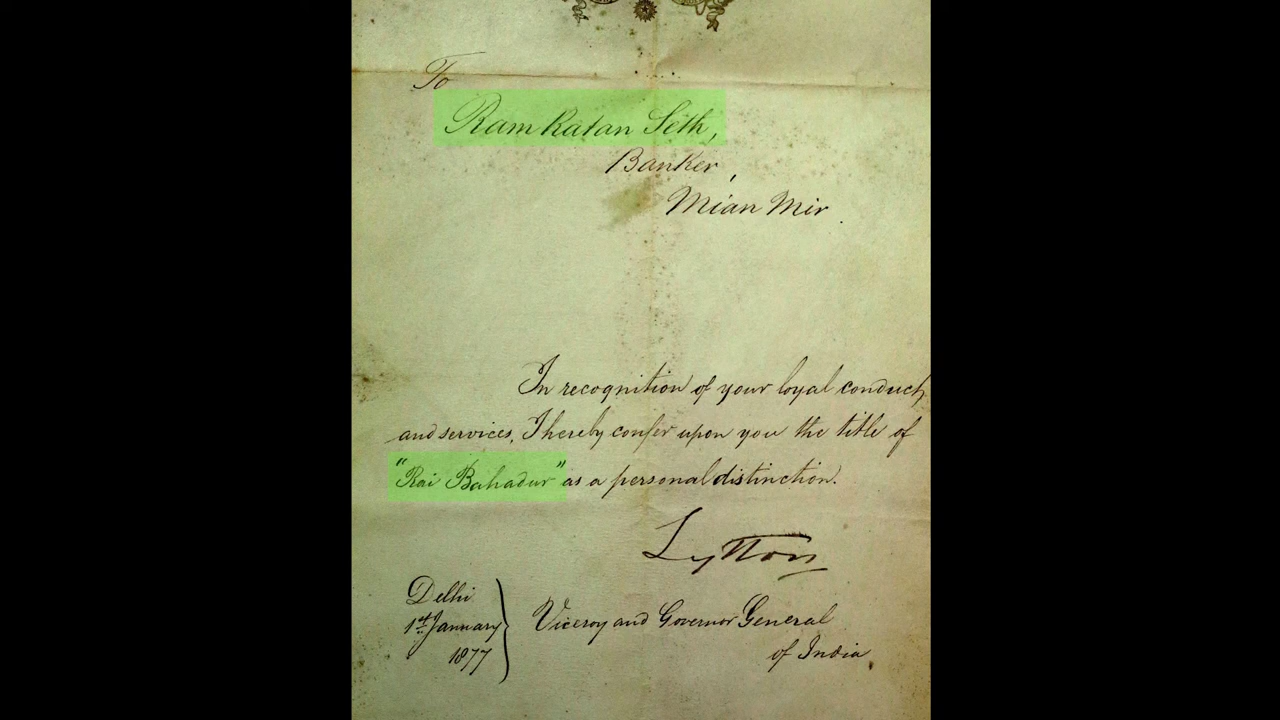 To
Ram Ratan Seth,
Banker,
Mian Mir.
In recognition of your loyal conduct
and services, I hereby confer upon you the title of
"Rai Bahadur" as a personal distinction.
Lytton
Delhi
1st January
1877
Viceroy and Governor General
of India